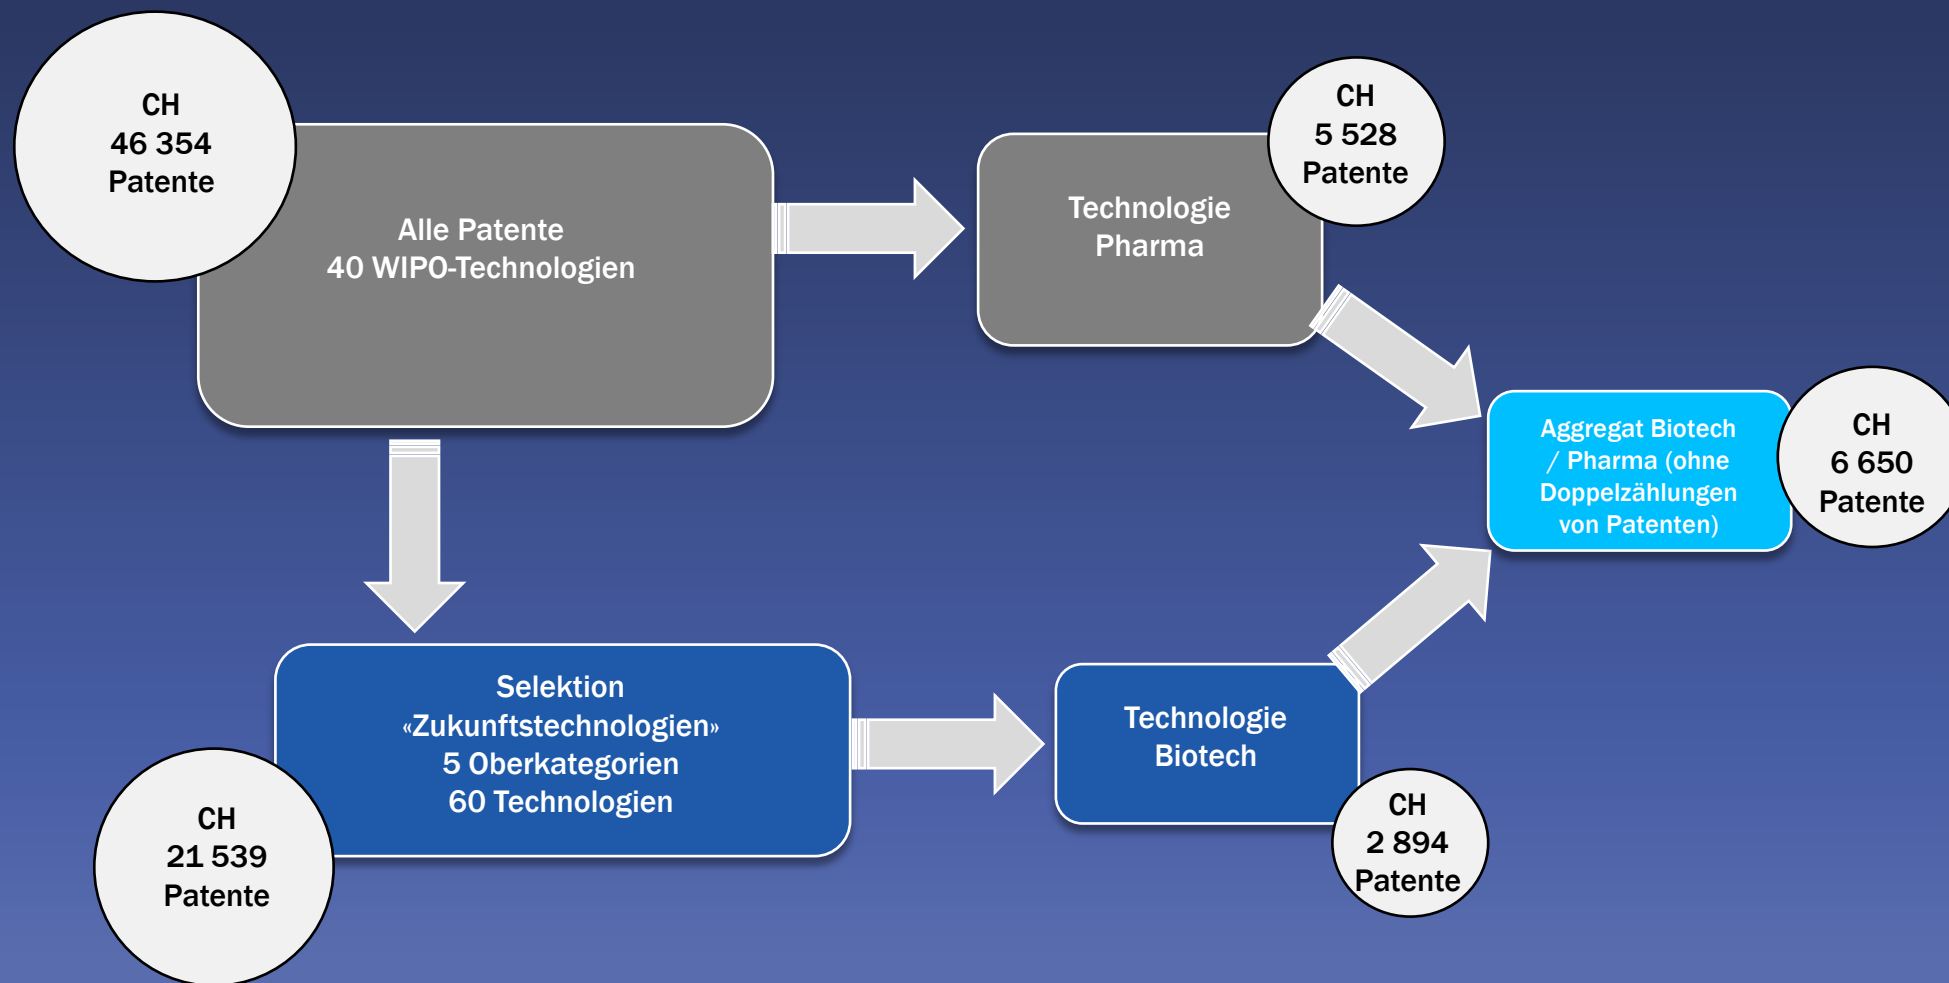 CH
46 354
Patente
Alle Patente
40 WIPO-Technologien
Technologie
Pharma
CH
5 528
Patente
Aggregat Biotech
/ Pharma (ohne
Doppelzählungen
von Patenten)
CH
6 650
Patente
Selektion
«Zukunftstechnologien»
5 Oberkategorien
60 Technologien
CH
21 539
Patente
Technologie
Biotech
CH
2 894
Patente